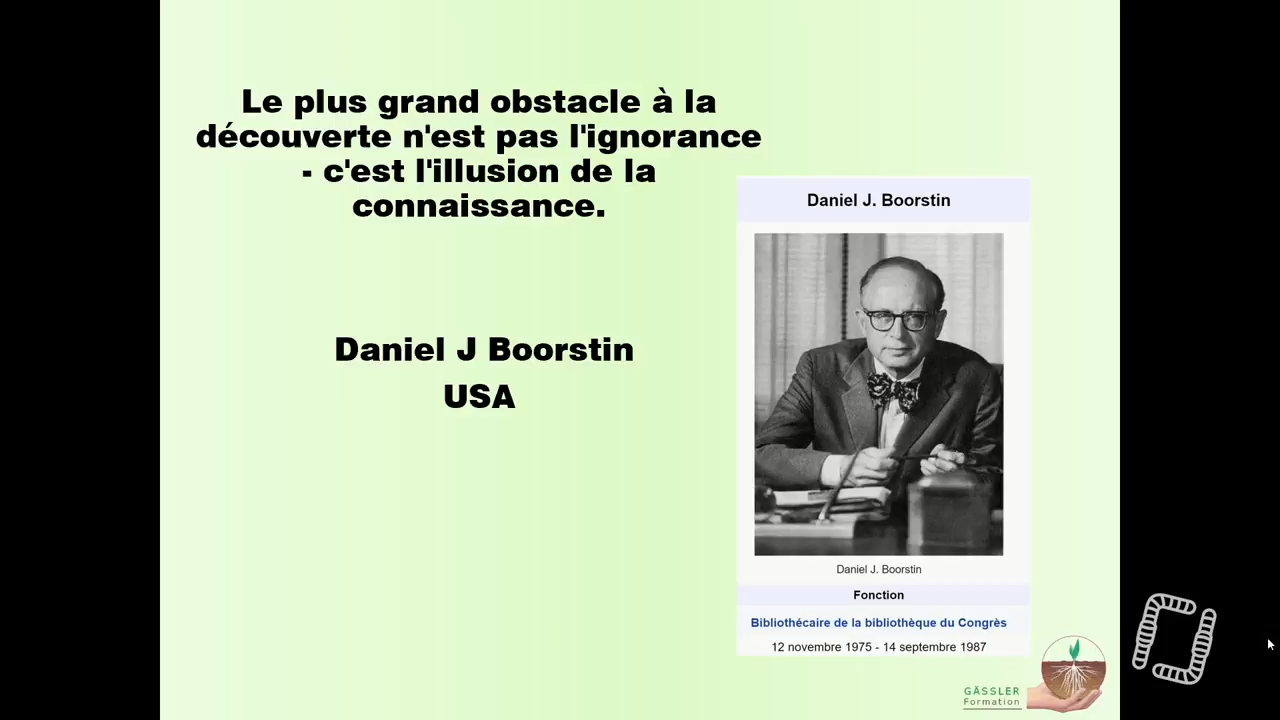 Le plus grand obstacle à la
découverte n'est pas l'ignorance
- c'est l'illusion de la
connaissance.
Daniel J Boorstin
USA
Daniel J. Boorstin
Daniel J. Boorstin
Fonction
Bibliothécaire de la bibliothèque du Congrès
12 novembre 1975 - 14 septembre 1987
GÄSSLER
Formation